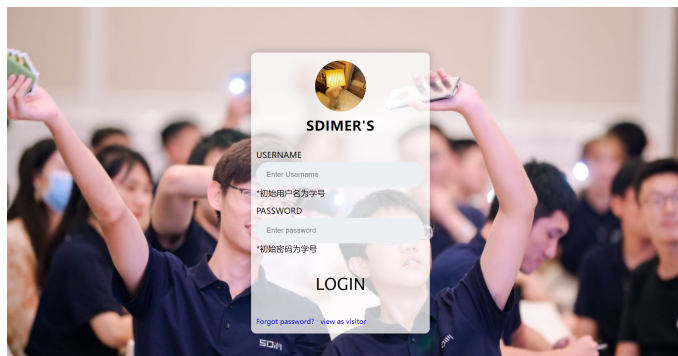 SDIMER'S
USERNAME
Enter Username
*初始用户名为学号
PASSWORD
Enter password
*初始密码为学号
LOGIN
Forgot password? · view as visitor
SDIM